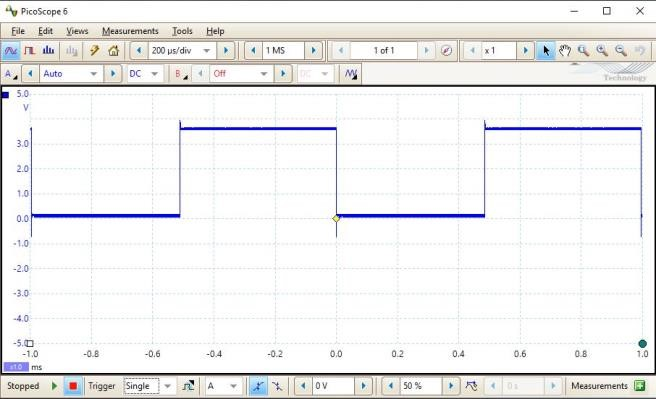 PicoScope 6
File Edit Views Measurements Tools Help
200 µs/div 1 MS 1 of 1 x 1
A Auto DC B Off DC
Technology
5.0
V
3.0
2.0
1.0
0.0
-1.0
-2.0
-3.0
-4.0
-5.0
-1.0 -0.8 -0.6 -0.4 -0.2 0.0 0.2 0.4 0.6 0.8 1.0
x1.0 ms
Stopped Trigger Single A 0 V 50 % 0 s Measurements